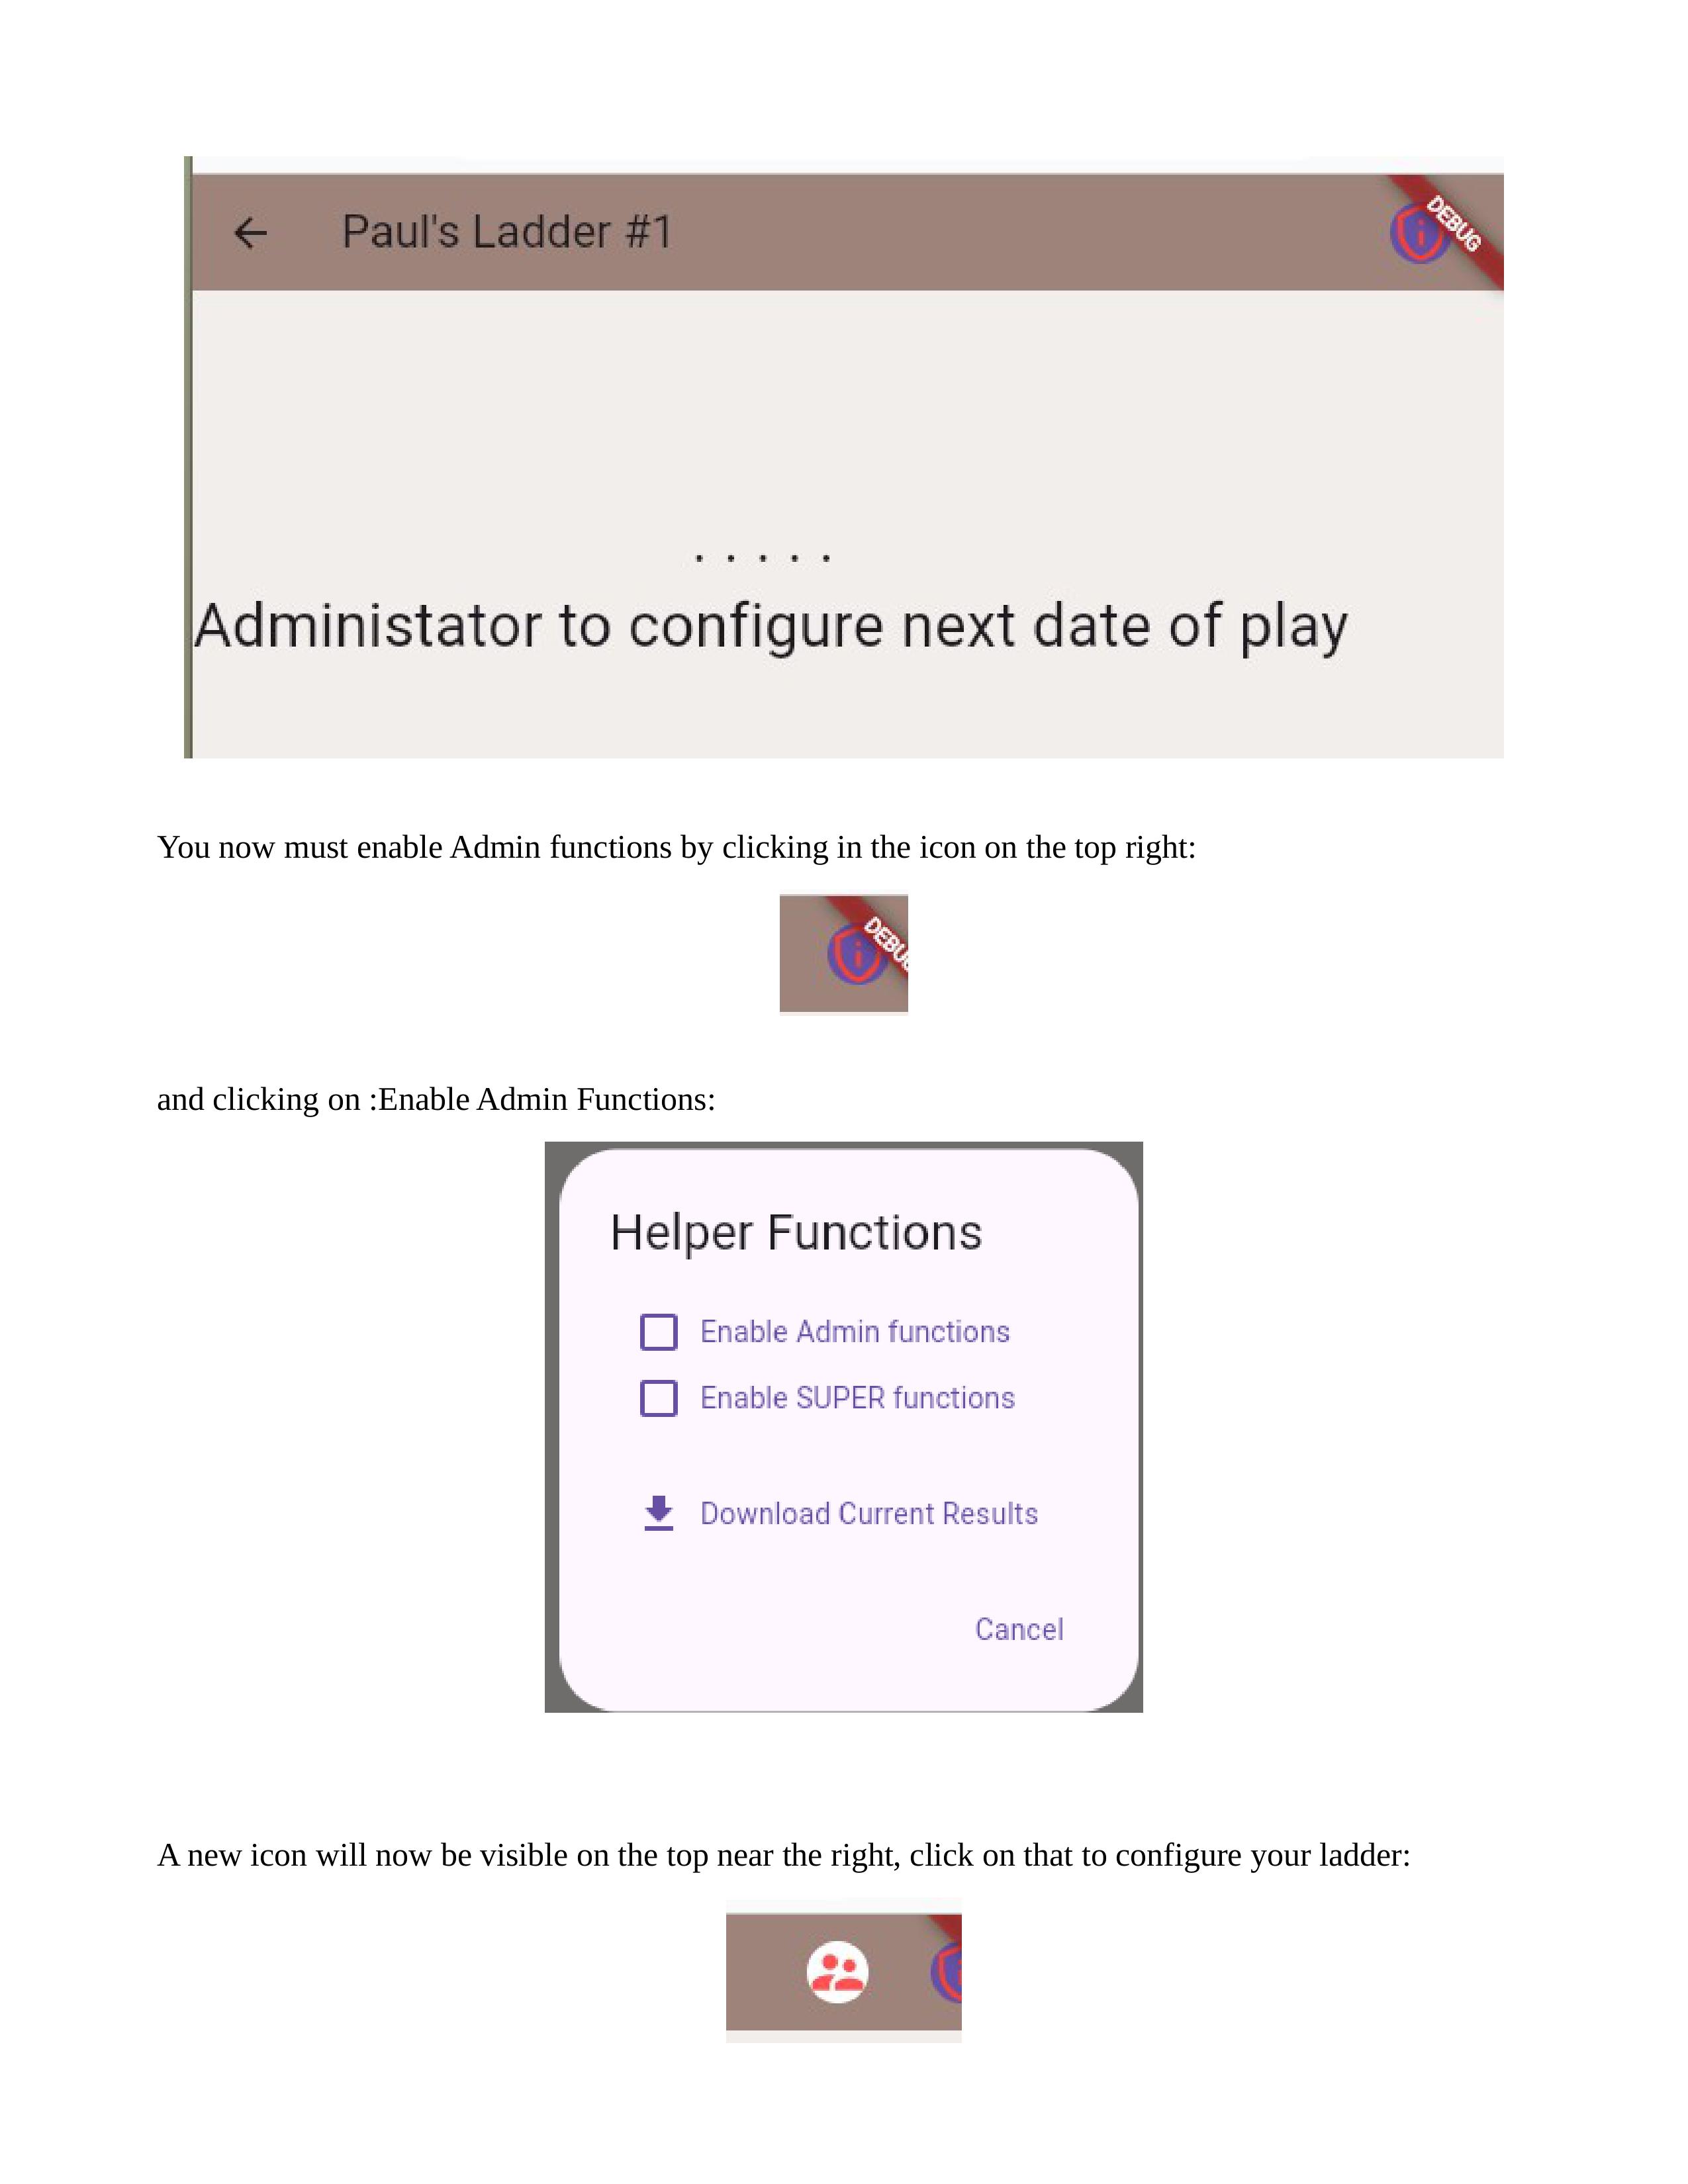 Paul's Ladder #1
DEBUG
. . . . .
Administator to configure next date of play
You now must enable Admin functions by clicking in the icon on the top right:
DEBU
and clicking on :Enable Admin Functions:
Helper Functions
Enable Admin functions
Enable SUPER functions
Download Current Results
Cancel
A new icon will now be visible on the top near the right, click on that to configure your ladder: